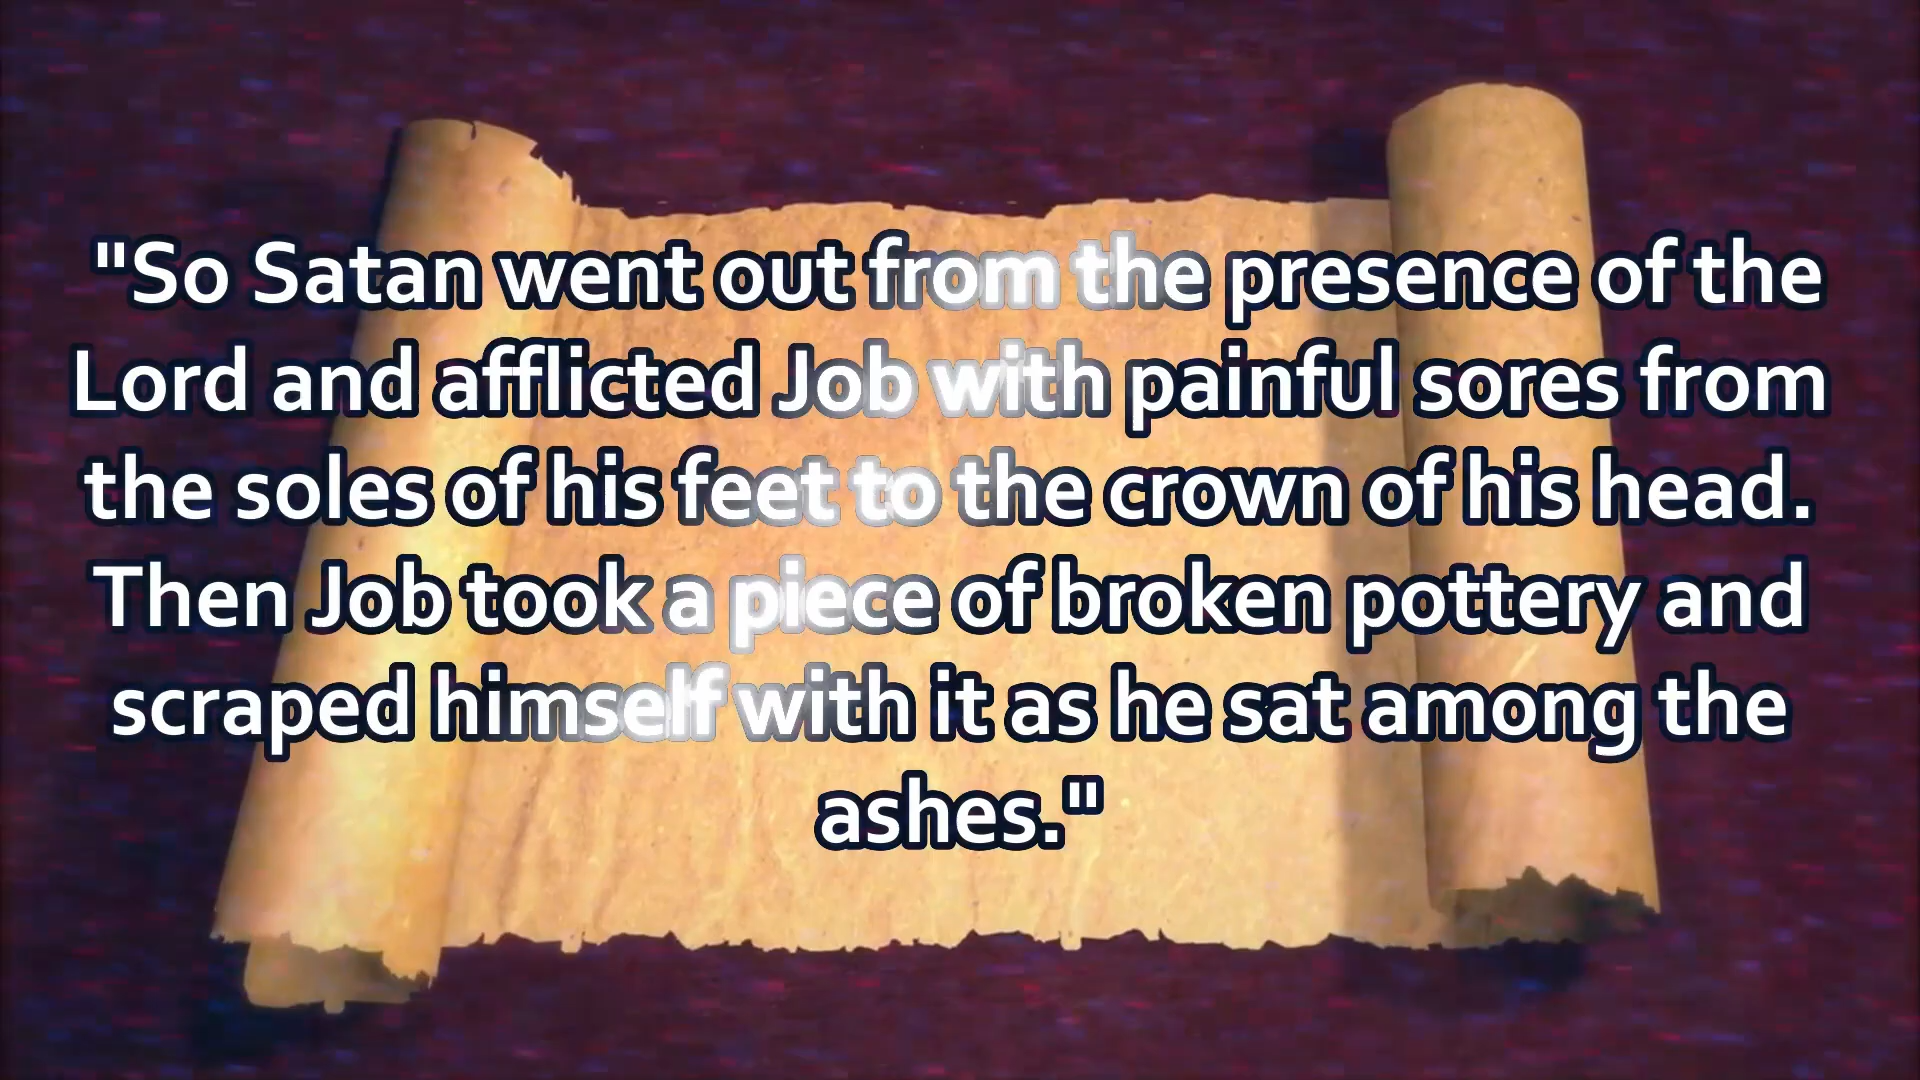 "So Satan went out from the presence of the
Lord and afflicted Job with painful sores from
the soles of his feet to the crown of his head.
Then Job took a piece of broken pottery and
scraped himself with it as he sat among the
ashes."